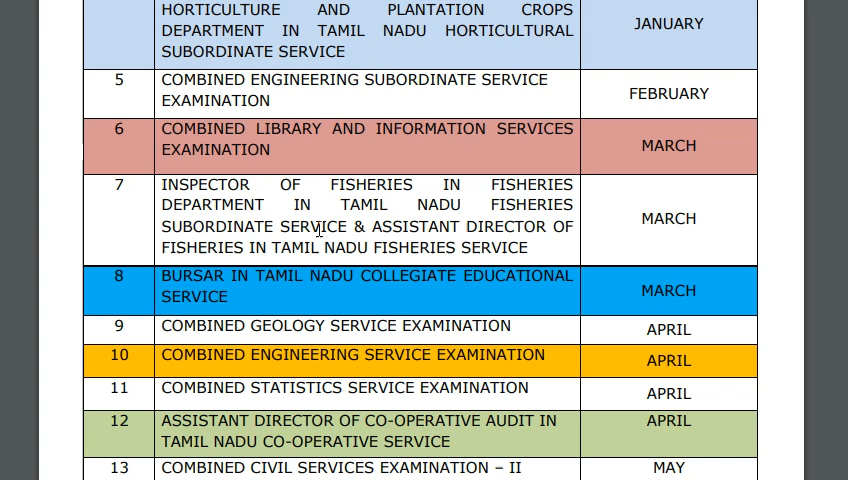 HORTICULTURE AND PLANTATION CROPS
DEPARTMENT IN TAMIL NADU HORTICULTURAL
SUBORDINATE SERVICE
JANUARY
5
COMBINED ENGINEERING SUBORDINATE SERVICE
EXAMINATION
FEBRUARY
6
COMBINED LIBRARY AND INFORMATION SERVICES
EXAMINATION
MARCH
7
INSPECTOR OF FISHERIES IN FISHERIES
DEPARTMENT IN TAMIL NADU FISHERIES
SUBORDINATE SERVICE & ASSISTANT DIRECTOR OF
FISHERIES IN TAMIL NADU FISHERIES SERVICE
MARCH
8
BURSAR IN TAMIL NADU COLLEGIATE EDUCATIONAL
SERVICE
MARCH
9
COMBINED GEOLOGY SERVICE EXAMINATION
APRIL
10
COMBINED ENGINEERING SERVICE EXAMINATION
APRIL
11
COMBINED STATISTICS SERVICE EXAMINATION
APRIL
12
ASSISTANT DIRECTOR OF CO-OPERATIVE AUDIT IN
TAMIL NADU CO-OPERATIVE SERVICE
APRIL
13
COMBINED CIVIL SERVICES EXAMINATION – II
MAY